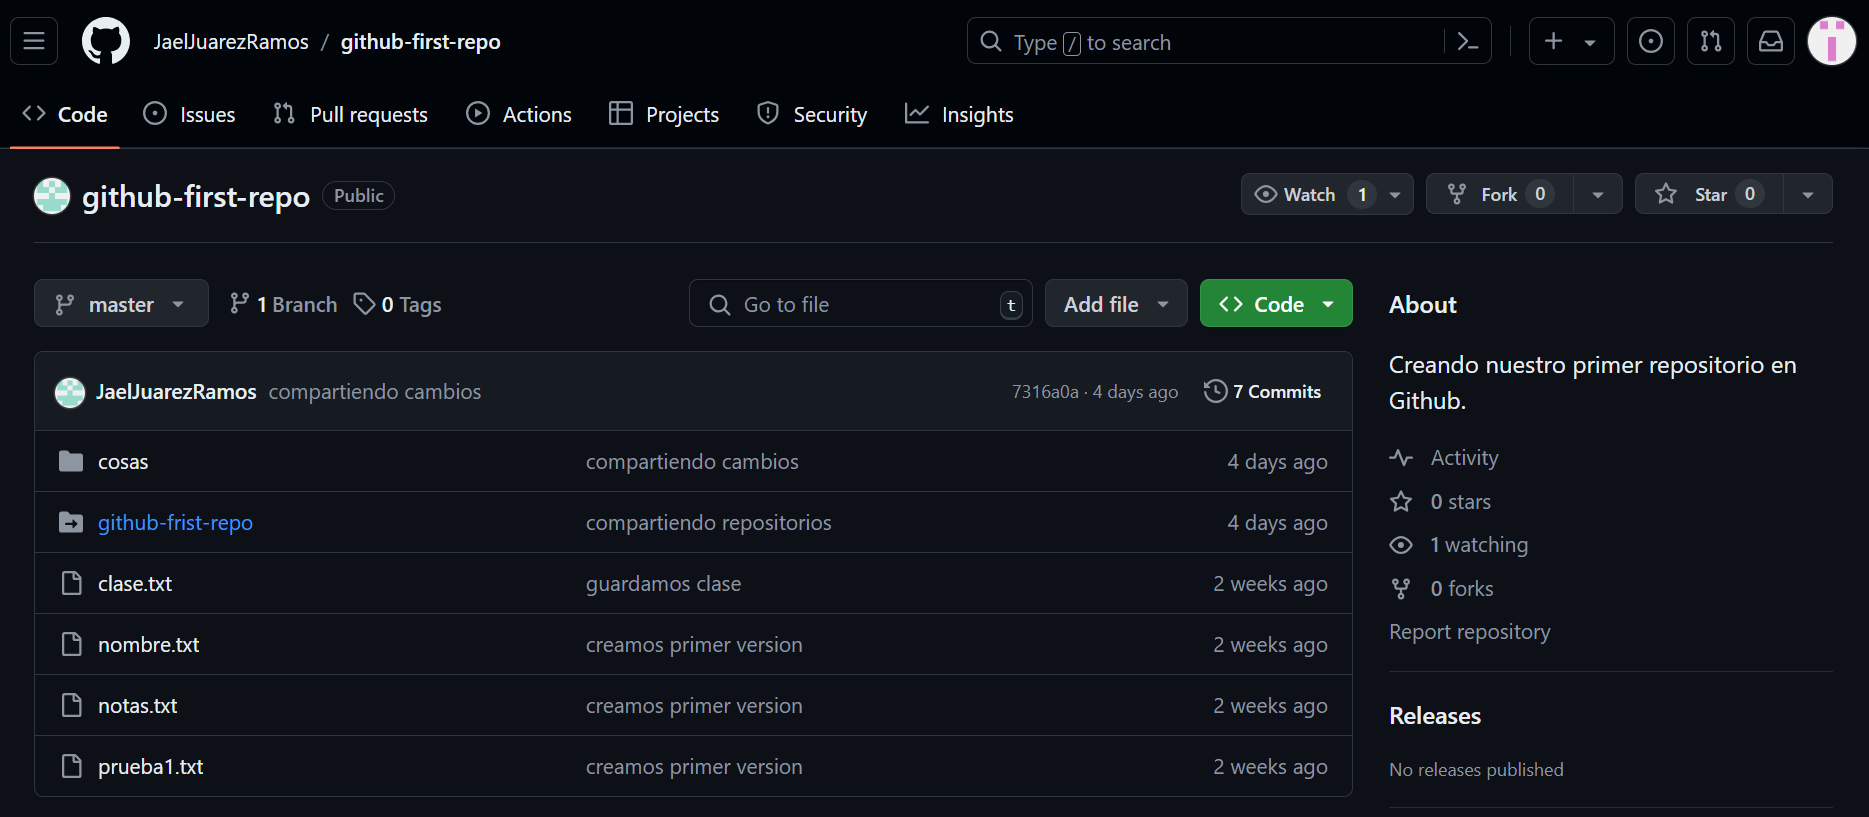 JaelJuarezRamos / github-first-repo
Type / to search
Code Issues Pull requests Actions Projects Security Insights
github-first-repo Public
Watch 1 Fork 0 Star 0
master 1 Branch 0 Tags
Go to file t
Add file Code
JaelJuarezRamos compartiendo cambios 7316a0a · 4 days ago 7 Commits
cosas compartiendo cambios 4 days ago
github-frist-repo compartiendo repositorios 4 days ago
clase.txt guardamos clase 2 weeks ago
nombre.txt creamos primer version 2 weeks ago
notas.txt creamos primer version 2 weeks ago
prueba1.txt creamos primer version 2 weeks ago
About
Creando nuestro primer repositorio en
Github.
Activity
0 stars
1 watching
0 forks
Report repository
Releases
No releases published